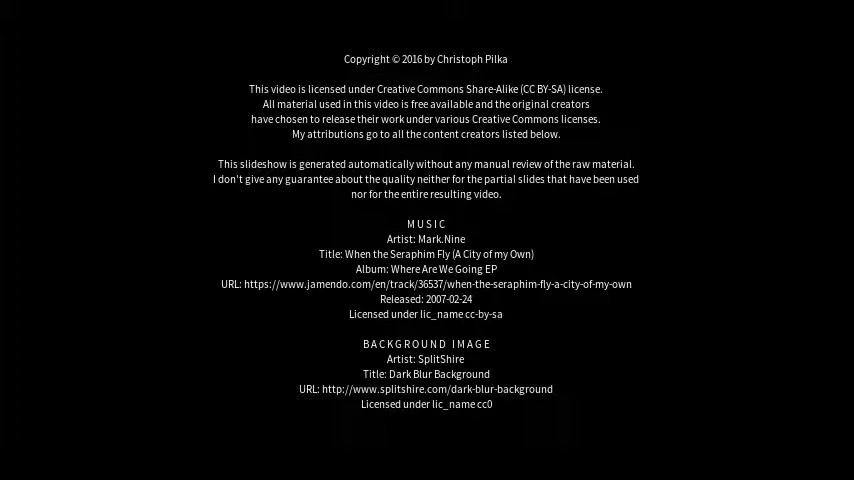 Copyright © 2016 by Christoph Pilka
This video is licensed under Creative Commons Share-Alike (CC BY-SA) license.
All material used in this video is free available and the original creators
have chosen to release their work under various Creative Commons licenses.
My attributions go to all the content creators listed below.
This slideshow is generated automatically without any manual review of the raw material.
I don't give any guarantee about the quality neither for the partial slides that have been used
nor for the entire resulting video.
MUSIC
Artist: Mark.Nine
Title: When the Seraphim Fly (A City of my Own)
Album: Where Are We Going EP
URL: https://www.jamendo.com/en/track/36537/when-the-seraphim-fly-a-city-of-my-own
Released: 2007-02-24
Licensed under lic_name cc-by-sa
BACKGROUND IMAGE
Artist: SplitShire
Title: Dark Blur Background
URL: http://www.splitshire.com/dark-blur-background
Licensed under lic_name cc0